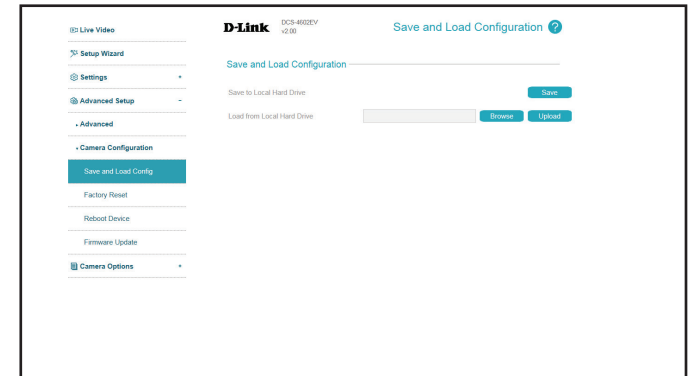 Live Video
Setup Wizard
Settings +
Advanced Setup -
• Advanced
• Camera Configuration
Save and Load Config
Factory Reset
Reboot Device
Firmware Update
Camera Options +
D-Link DCS-4602EV
v2.00
Save and Load Configuration ?
Save and Load Configuration
Save to Local Hard Drive Save
Load from Local Hard Drive Browse Upload